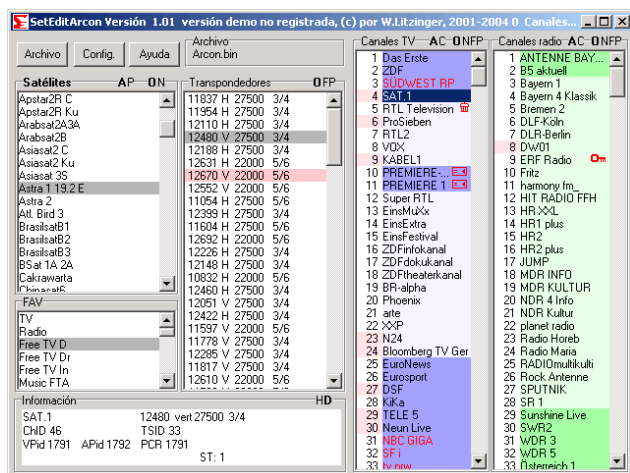 SetEditArcon Versión 1.01 versión demo no registrada, (c) por W.Litzinger, 2001-2004 0 Canales...
Archivo
Config.
Ayuda
Archivo
Arcon.bin
Satélites AP ON
Apstar2R C
Apstar2R Ku
Arabsat2A3A
Arabsat2B
Asiasat2 C
Asiasat2 Ku
Asiasat 3S
Astra 1 19.2 E
Astra 2
Atl. Bird 3
BrasilsatB1
BrasilsatB2
BrasilsatB3
BSat 1A 2A
Cakrawarta
Chinasat6
FAV
TV
Radio
Free TV D
Free TV Dr
Free TV In
Music FTA
Transpondedores OFP
11837 H 27500 3/4
11954 H 27500 3/4
12110 H 27500 3/4
12480 V 27500 3/4
12188 H 27500 3/4
12631 H 22000 5/6
12670 V 22000 5/6
12552 V 22000 5/6
11054 H 27500 5/6
12399 H 27500 3/4
11604 H 27500 5/6
12692 H 22000 5/6
12226 H 27500 3/4
12148 H 27500 3/4
10832 H 22000 5/6
12460 H 27500 3/4
12051 V 27500 3/4
12422 H 27500 3/4
11597 V 22000 5/6
11778 V 27500 3/4
12285 V 27500 3/4
11817 V 27500 3/4
12610 V 22000 5/6
Información HD
SAT.1 12480 vert 27500 3/4
ChID 46 TSID 33
VPid 1791 APid 1792 PCR 1791
ST: 1
Canales TV AC ONFP
1 Das Erste
2 ZDF
3 SÜDWEST RP
4 SAT.1
5 RTL Television
6 ProSieben
7 RTL2
8 VOX
9 KABEL1
10 PREMIERE-...
11 PREMIERE 1
12 Super RTL
13 EinsMuXx
14 EinsExtra
15 EinsFestival
16 ZDFinfokanal
17 ZDFdokukanal
18 ZDFtheaterkanal
19 BR-alpha
20 Phoenix
21 arte
22 XXP
23 N24
24 Bloomberg TV Ger
25 EuroNews
26 Eurosport
27 DSF
28 KiKa
29 TELE 5
30 Neun Live
31 NBC GIGA
32 SF i
33 tv nrw
Canales radio AC ONFP
1 ANTENNE BAY...
2 B5 aktuell
3 Bayern 1
4 Bayern 4 Klassik
5 Bremen 2
6 DLF-Köln
7 DLR-Berlin
8 DW01
9 ERF Radio
10 Fritz
11 harmony fm_
12 HIT RADIO FFH
13 HR XXL
14 HR1 plus
15 HR2
16 HR2 plus
17 JUMP
18 MDR INFO
19 MDR KULTUR
20 NDR 4 Info
21 NDR Kultur
22 planet radio
23 Radio Horeb
24 Radio Maria
25 RADIOmultikulti
26 Rock Antenne
27 SPUTNIK
28 SR 1
29 Sunshine Live
30 SWR2
31 WDR 3
32 WDR 5
33 Österreich 1